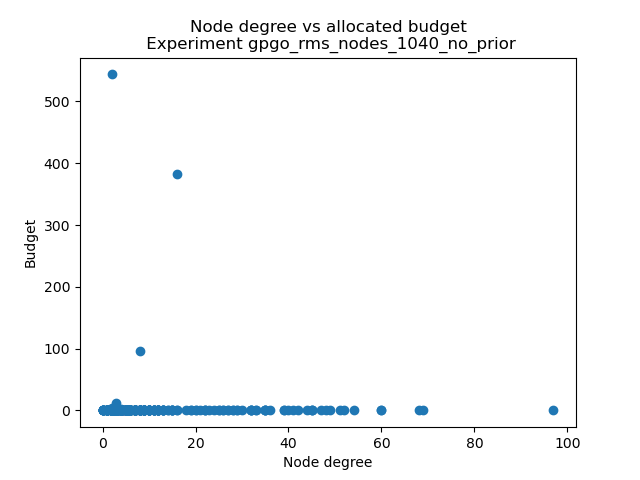 Node degree vs allocated budget
Experiment gpgo_rms_nodes_1040_no_prior
Budget
500
400
300
200
100
0
0 20 40 60 80 100
Node degree